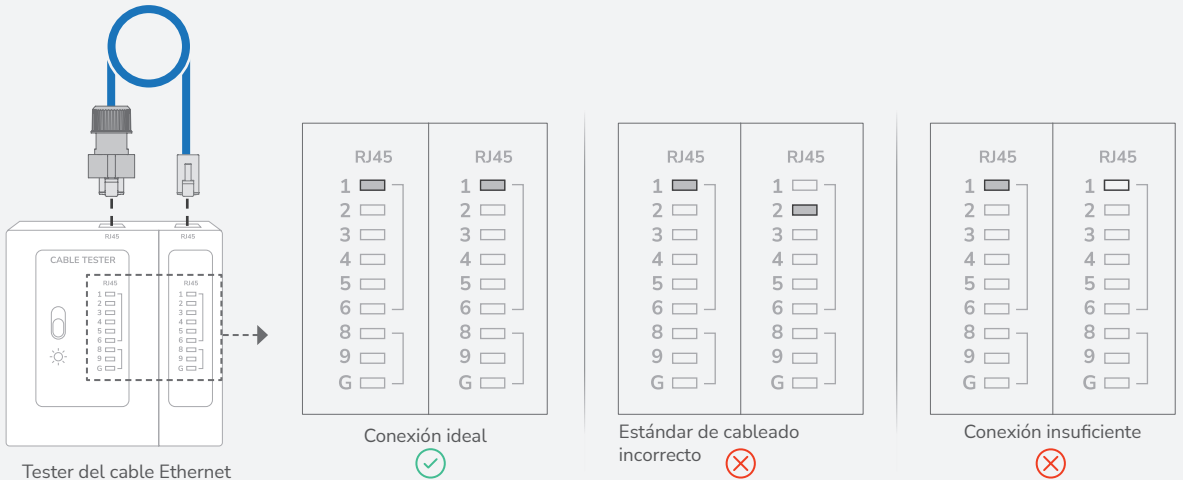 RJ45 RJ45
CABLE TESTER
RJ45 RJ45
1 1
2 2
3 3
4 4
5 5
6 6
8 8
9 9
G G
Tester del cable Ethernet
RJ45 RJ45
1 1
2 2
3 3
4 4
5 5
6 6
8 8
9 9
G G
Conexión ideal
RJ45 RJ45
1 1
2 2
3 3
4 4
5 5
6 6
8 8
9 9
G G
Estándar de cableado
incorrecto
RJ45 RJ45
1 1
2 2
3 3
4 4
5 5
6 6
8 8
9 9
G G
Conexión insuficiente